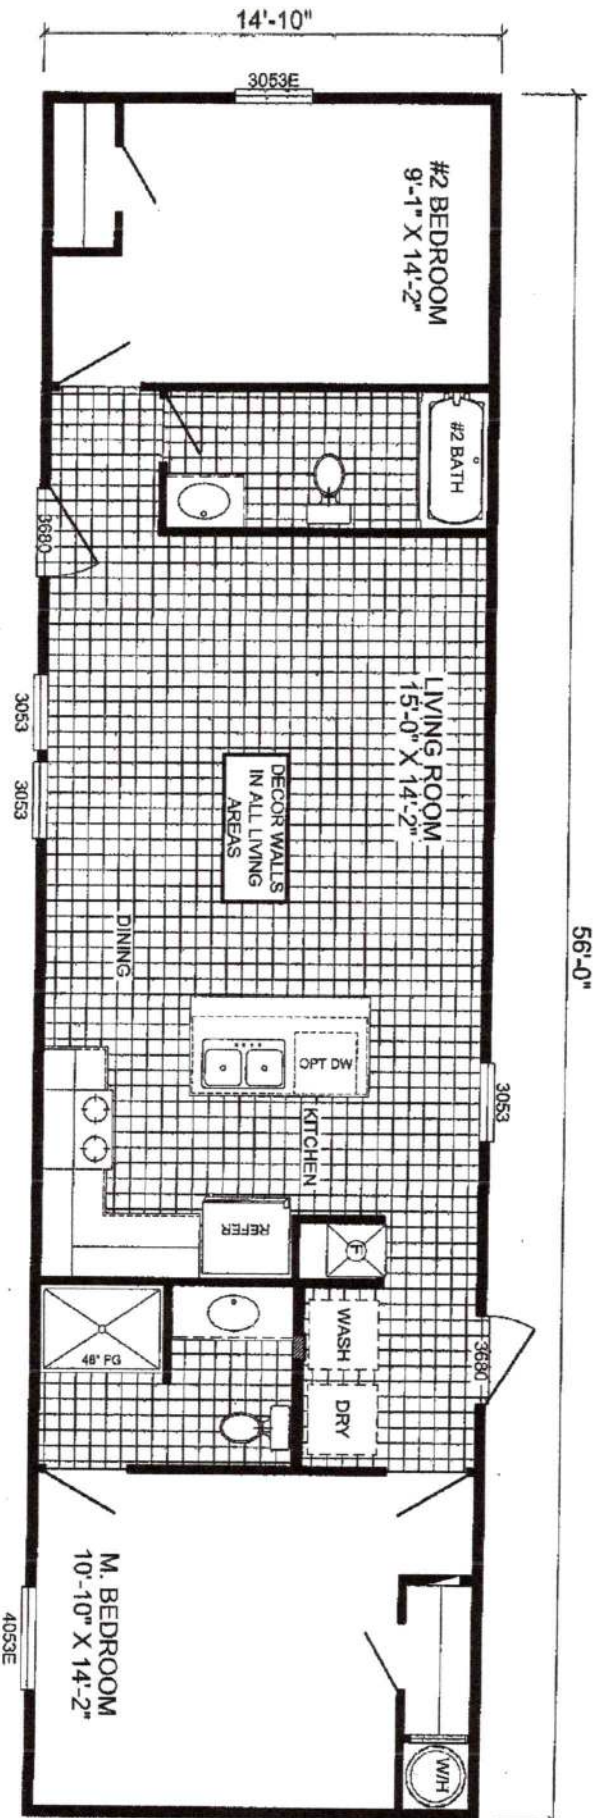 14'-10"
3053E
#2 BEDROOM
9'-1" X 14'-2"
#2 BATH
3680
LIVING ROOM
15'-0" X 14'-2"
3053
3053
DECOR WALLS
IN ALL LIVING
AREAS
56'-0"
DINING
OPT DW
3053
KITCHEN
REFER
F
WASH
3680
48" FG
DRY
M. BEDROOM
10'-10" X 14'-2"
4053E
W/H